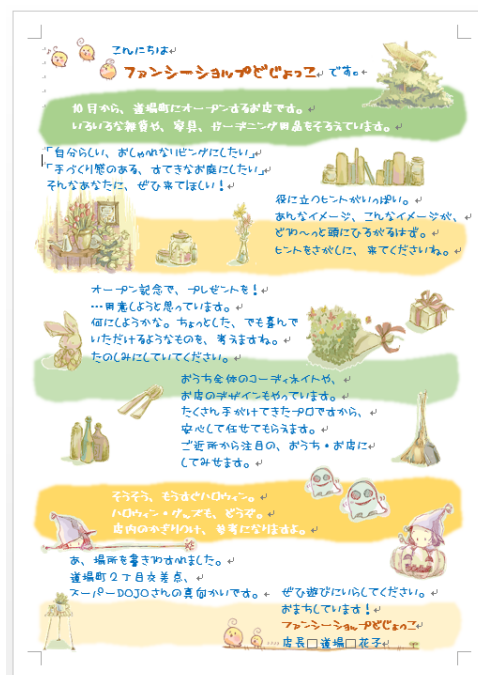 こんにちは
ファンシーショップどじょっこ です。
10月から、道場町にオープンするお店です。
いろいろな雑貨や、寝具、ガーデニング用品をそろえています。
「自分らしい、おしゃれなリビングにしたい」
「手づくり感のある、すてきなお庭にしたい」
そんなあなたに、ぜひ来てほしい！
役に立つヒントがいっぱい。
あんなイメージ、こんなイメージが、
どわ〜っと頭にひろがるはず。
ヒントをさがしに、来てくださいね。
オープン記念で、プレゼントを！
…用意しようと思っています。
何にしようかな。ちょっとした、でも喜んで
いただけるようなものを、考えますね。
たのしみにしていてください。
おうち全体のコーディネイトや、
お店のデザインもやっています。
たくさん手がけてきたプロですから、
安心して任せてもらえます。
ご近所から注目の、おうち・お店に
してみせます。
そうそう、もうすぐハロウィン。
ハロウィン・グッズも、どうぞ。
店内のかざりつけ、参考になりますよ。
あ、場所を書きわすれました。
道場町２丁目交差点、
スーパーDOJOさんの真向かいです。
ぜひ遊びにいらしてください。
おまちしています！
ファンシーショップどじょっこ
店長□道場□花子